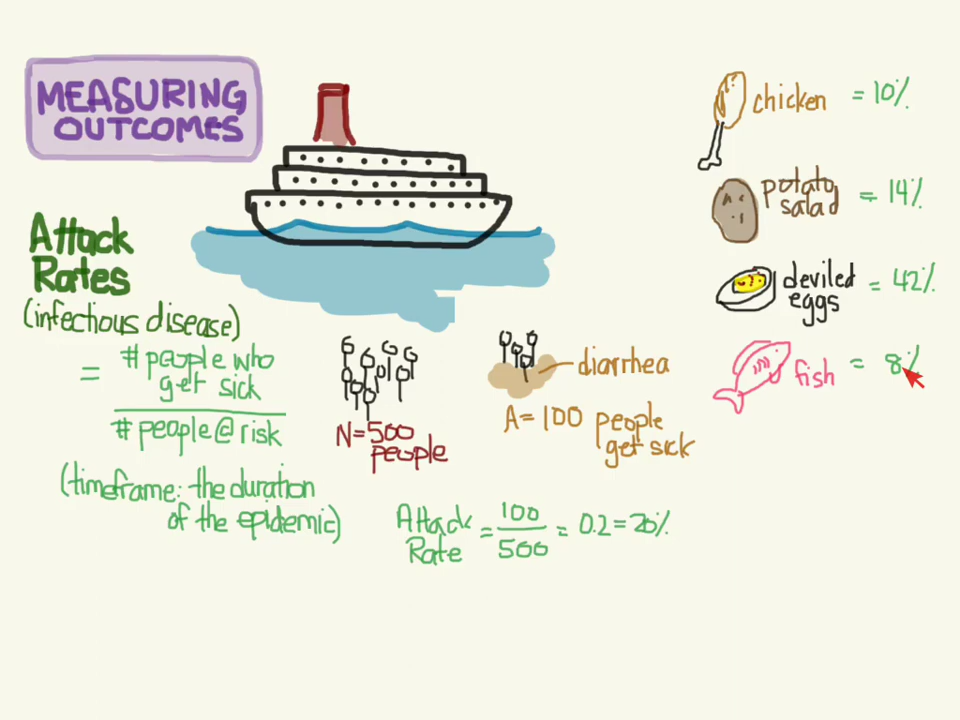 MEASURING
OUTCOMES
Attack
Rates
(infectious disease)
= # people who
get sick
# people @ risk
(timeframe: the duration
of the epidemic)
N=500
people
diarrhea
A = 100 people
get sick
Attack
Rate = 100 / 500 = 0.2 = 20%
chicken = 10%
potato
salad = 14%
deviled
eggs = 42%
fish = 8%